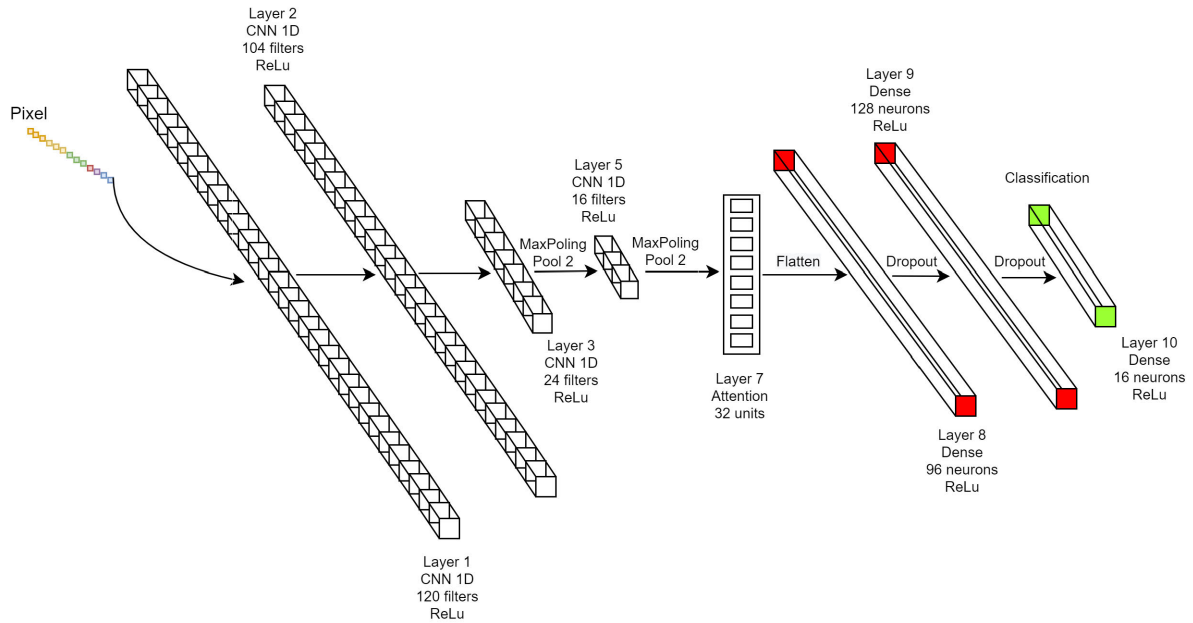 Pixel
Layer 1
CNN 1D
120 filters
ReLu
Layer 2
CNN 1D
104 filters
ReLu
Layer 3
CNN 1D
24 filters
ReLu
MaxPoling
Pool 2
Layer 5
CNN 1D
16 filters
ReLu
MaxPoling
Pool 2
Layer 7
Attention
32 units
Flatten
Layer 8
Dense
96 neurons
ReLu
Dropout
Layer 9
Dense
128 neurons
ReLu
Dropout
Classification
Layer 10
Dense
16 neurons
ReLu